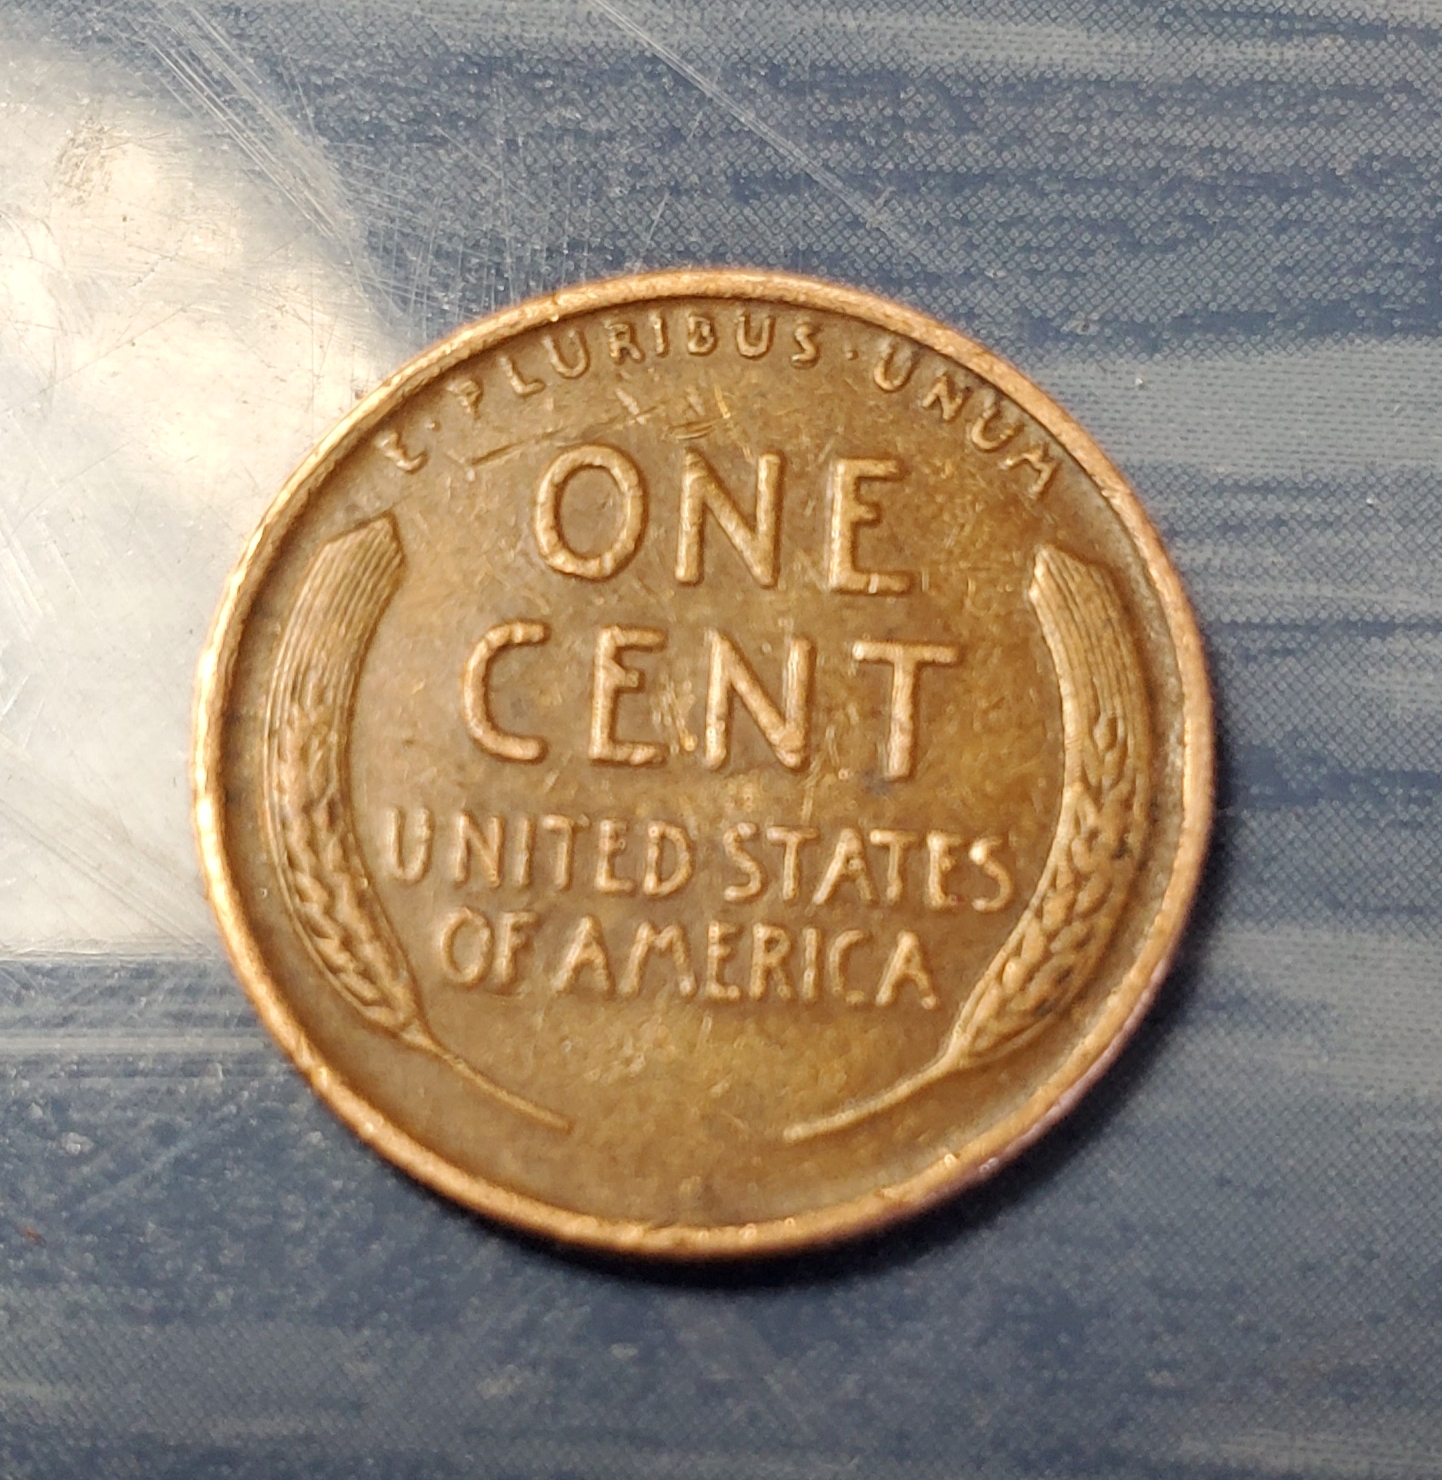 E·PLURIBUS·UNUM
ONE
CENT
UNITED STATES
OF AMERICA